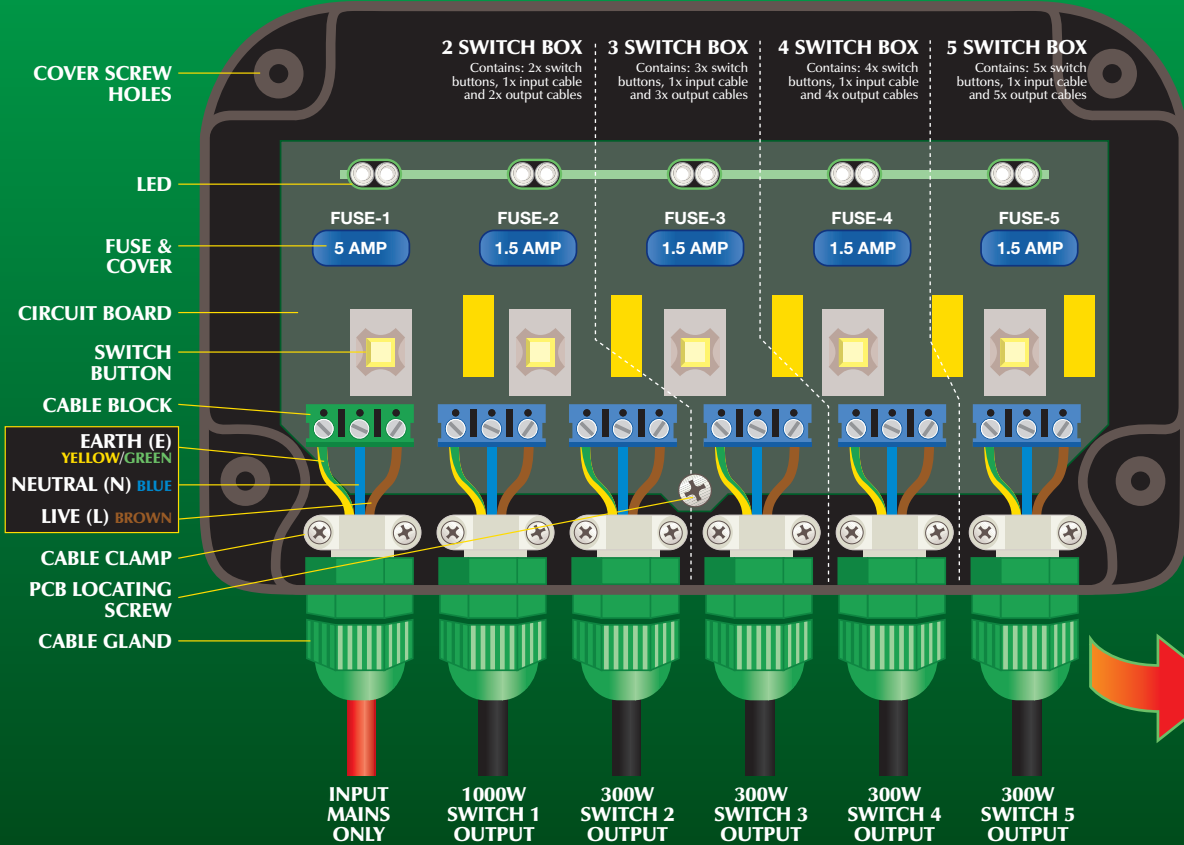 COVER SCREW
HOLES
LED
FUSE &
COVER
CIRCUIT BOARD
SWITCH
BUTTON
CABLE BLOCK
EARTH (E)
YELLOW/GREEN
NEUTRAL (N) BLUE
LIVE (L) BROWN
CABLE CLAMP
PCB LOCATING
SCREW
CABLE GLAND
2 SWITCH BOX
Contains: 2x switch
buttons, 1x input cable
and 2x output cables
3 SWITCH BOX
Contains: 3x switch
buttons, 1x input cable
and 3x output cables
4 SWITCH BOX
Contains: 4x switch
buttons, 1x input cable
and 4x output cables
5 SWITCH BOX
Contains: 5x switch
buttons, 1x input cable
and 5x output cables
FUSE-1
5 AMP
FUSE-2
1.5 AMP
FUSE-3
1.5 AMP
FUSE-4
1.5 AMP
FUSE-5
1.5 AMP
INPUT
MAINS
ONLY
1000W
SWITCH 1
OUTPUT
300W
SWITCH 2
OUTPUT
300W
SWITCH 3
OUTPUT
300W
SWITCH 4
OUTPUT
300W
SWITCH 5
OUTPUT